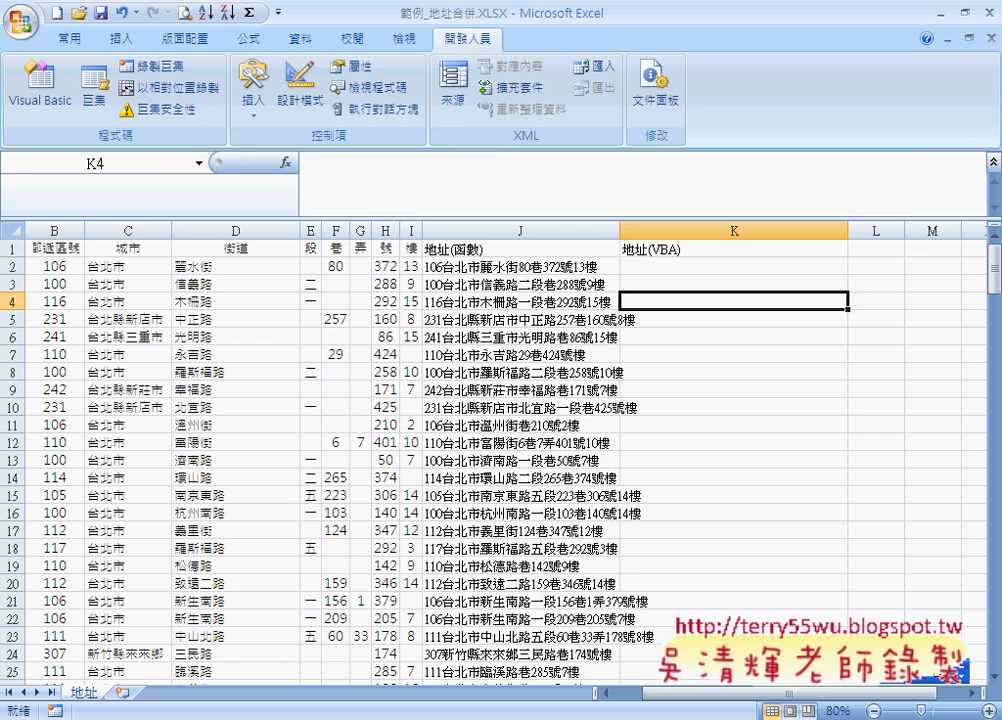 範例_地址合併.XLSX - Microsoft Excel
常用 插入 版面配置 公式 資料 校閱 檢視 開發人員
Visual Basic 巨集 錄製巨集 以相對位置錄製 巨集安全性 插入 設計模式 屬性 檢視程式碼 執行對話方塊 來源 對應內容 擴充套件 重新整理資料 匯入 匯出 文件面板
程式碼 控制項 XML 修改
K4 fx
B C D E F G H I J K L M
1 郵遞區號 城市 街道 段 巷 弄 號 樓 地址(函數) 地址(VBA)
2 106 台北市 麗水街 80 372 13 106台北市麗水街80巷372號13樓
3 100 台北市 信義路 二 288 9 100台北市信義路二段巷288號9樓
4 116 台北市 木柵路 一 292 15 116台北市木柵路一段巷292號15樓
5 231 台北縣新店市 中正路 257 160 8 231台北縣新店市中正路257巷160號8樓
6 241 台北縣三重市 光明路 86 15 241台北縣三重市光明路巷86號15樓
7 110 台北市 永吉路 29 424 110台北市永吉路29巷424號樓
8 100 台北市 羅斯福路 二 258 10 100台北市羅斯福路二段巷258號10樓
9 242 台北縣新莊市 幸福路 171 7 242台北縣新莊市幸福路巷171號7樓
10 231 台北縣新店市 北宜路 一 425 231台北縣新店市北宜路一段巷425號樓
11 106 台北市 溫州街 210 2 106台北市溫州街巷210號2樓
12 110 台北市 富陽街 6 7 401 10 110台北市富陽街6巷7弄401號10樓
13 100 台北市 濟南路 一 50 7 100台北市濟南路一段巷50號7樓
14 114 台北市 環山路 二 265 374 114台北市環山路二段265巷374號樓
15 105 台北市 南京東路 五 223 306 14 105台北市南京東路五段223巷306號14樓
16 100 台北市 杭州南路 一 103 140 14 100台北市杭州南路一段103巷140號14樓
17 112 台北市 義里街 124 347 12 112台北市義里街124巷347號12樓
18 117 台北市 羅斯福路 五 292 3 117台北市羅斯福路五段巷292號3樓
19 110 台北市 松德路 142 9 110台北市松德路巷142號9樓
20 112 台北市 致遠二路 159 346 14 112台北市致遠二路159巷346號14樓
21 106 台北市 新生南路 一 156 1 379 106台北市新生南路一段156巷1弄379號樓
22 106 台北市 新生南路 一 209 205 7 106台北市新生南路一段209巷205號7樓
23 111 台北市 中山北路 五 60 33 178 8 111台北市中山北路五段60巷33弄178號8樓
24 307 新竹縣來來鄉 三民路 174 307新竹縣來來鄉三民路巷174號樓
25 111 台北市 臨溪路 285 7 111台北市臨溪路巷285號7樓
http://terry55wu.blogspot.tw
吳清輝老師錄製
地址
就緒 80%